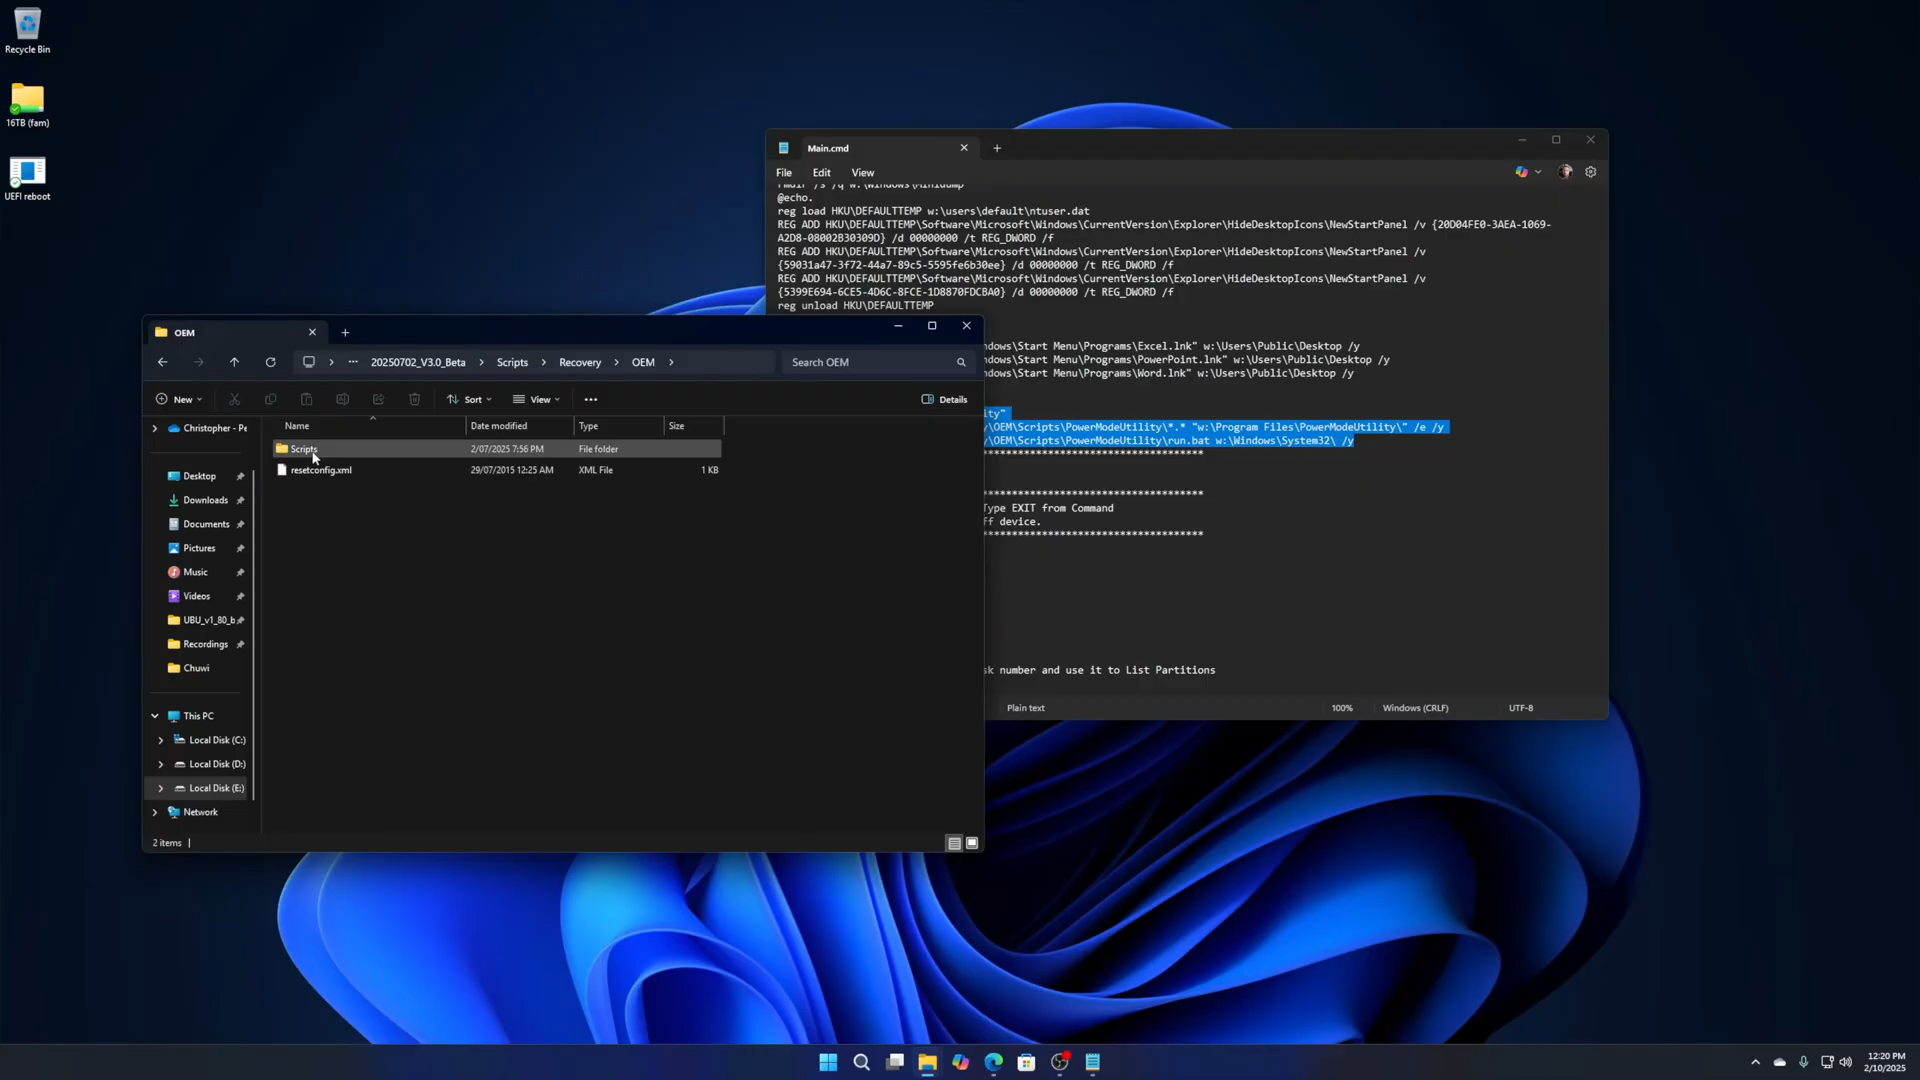 Recycle Bin
16TB (fam)
UEFI reboot
Main.cmd
File Edit View
@echo.
reg load HKU\DEFAULTTEMP w:\users\default\ntuser.dat
REG ADD HKU\DEFAULTTEMP\Software\Microsoft\Windows\CurrentVersion\Explorer\HideDesktopIcons\NewStartPanel /v {20D04FE0-3AEA-1069-
A2D8-08002B30309D} /d 00000000 /t REG_DWORD /f
REG ADD HKU\DEFAULTTEMP\Software\Microsoft\Windows\CurrentVersion\Explorer\HideDesktopIcons\NewStartPanel /v
{59031a47-3f72-44a7-89c5-5595fe6b30ee} /d 00000000 /t REG_DWORD /f
REG ADD HKU\DEFAULTTEMP\Software\Microsoft\Windows\CurrentVersion\Explorer\HideDesktopIcons\NewStartPanel /v
{5399E694-6CE5-4D6C-8FCE-1D8870FDCBA0} /d 00000000 /t REG_DWORD /f
reg unload HKU\DEFAULTTEMP
ndows\Start Menu\Programs\Excel.lnk" w:\Users\Public\Desktop /y
ndows\Start Menu\Programs\PowerPoint.lnk" w:\Users\Public\Desktop /y
ndows\Start Menu\Programs\Word.lnk" w:\Users\Public\Desktop /y
ity"
y\OEM\Scripts\PowerModeUtility\*.* "w:\Program Files\PowerModeUtility\" /e /y
y\OEM\Scripts\PowerModeUtility\run.bat w:\Windows\System32\ /y
**********************************
**********************************
Type EXIT from Command
ff device.
**********************************
sk number and use it to List Partitions
Plain text 100% Windows (CRLF) UTF-8
OEM
20250702_V3.0_Beta > Scripts > Recovery > OEM >
Search OEM
New Sort View Details
Name Date modified Type Size
Scripts 2/07/2025 7:56 PM File folder
resetconfig.xml 29/07/2015 12:25 AM XML File 1 KB
Christopher - Pe
Desktop
Downloads
Documents
Pictures
Music
Videos
UBU_v1_80_b
Recordings
Chuwi
This PC
Local Disk (C:)
Local Disk (D:)
Local Disk (E:)
Network
2 items
12:20 PM
2/10/2025